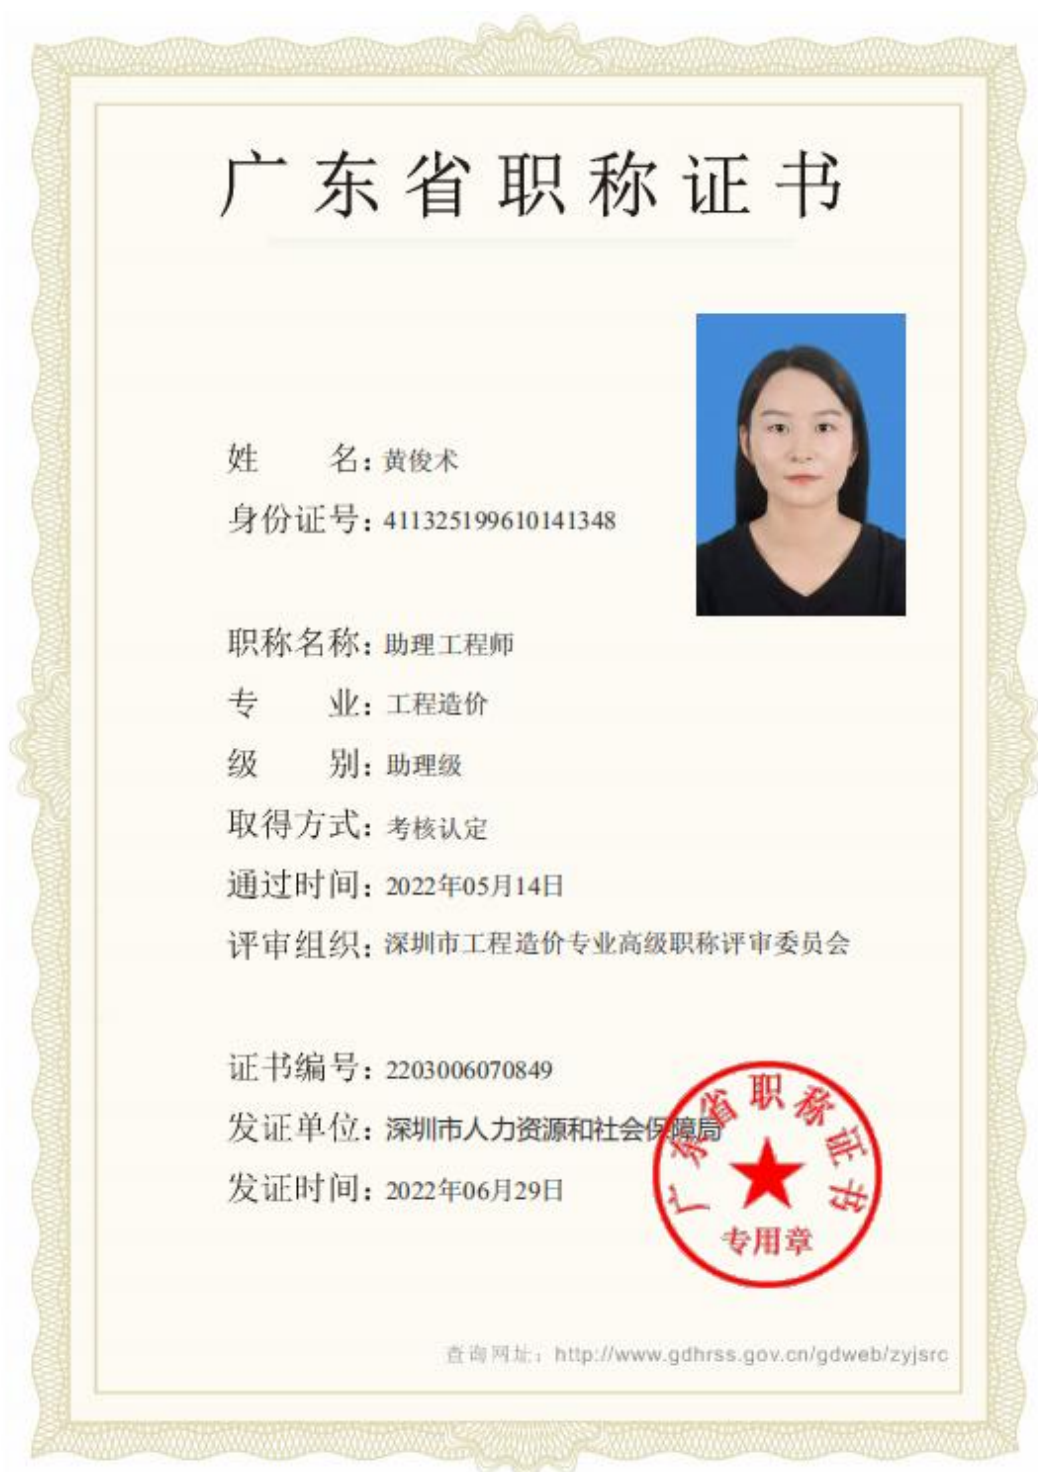 广东省职称证书
姓 名：黄俊术
身份证号：411325199610141348
职称名称：助理工程师
专 业：工程造价
级 别：助理级
取得方式：考核认定
通过时间：2022年05月14日
评审组织：深圳市工程造价专业高级职称评审委员会
证书编号：2203006070849
发证单位：深圳市人力资源和社会保障局
发证时间：2022年06月29日
广东省职称证书
专用章
查询网址：http://www.gdhrss.gov.cn/gdweb/zyjsrc